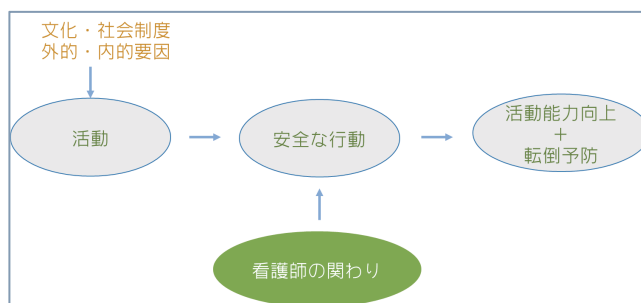 文化・社会制度
外的・内的要因
活動
安全な行動
活動能力向上
+
転倒予防
看護師の関わり